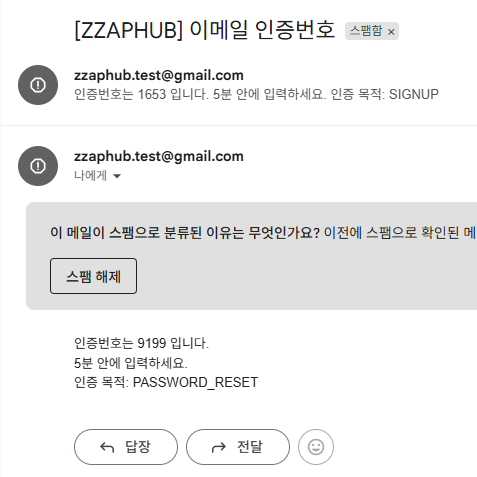 [ZZAPHUB] 이메일 인증번호 스팸함 ×
zzaphub.test@gmail.com
인증번호는 1653 입니다. 5분 안에 입력하세요. 인증 목적: SIGNUP
zzaphub.test@gmail.com
나에게
이 메일이 스팸으로 분류된 이유는 무엇인가요? 이전에 스팸으로 확인된 메
스팸 해제
인증번호는 9199 입니다.
5분 안에 입력하세요.
인증 목적: PASSWORD_RESET
답장 전달